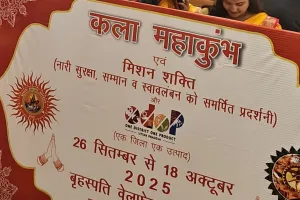 कला महाकुंभ
एवं
मिशन शक्ति
(नारी सुरक्षा, सम्मान व स्वावलंबन को समर्पित प्रदर्शनी)
और
ODOP
ONE DISTRICT ONE PRODUCT
(एक जिला एक उत्पाद)
26 सितम्बर से 18 अक्टूबर
2025
बृहस्पति